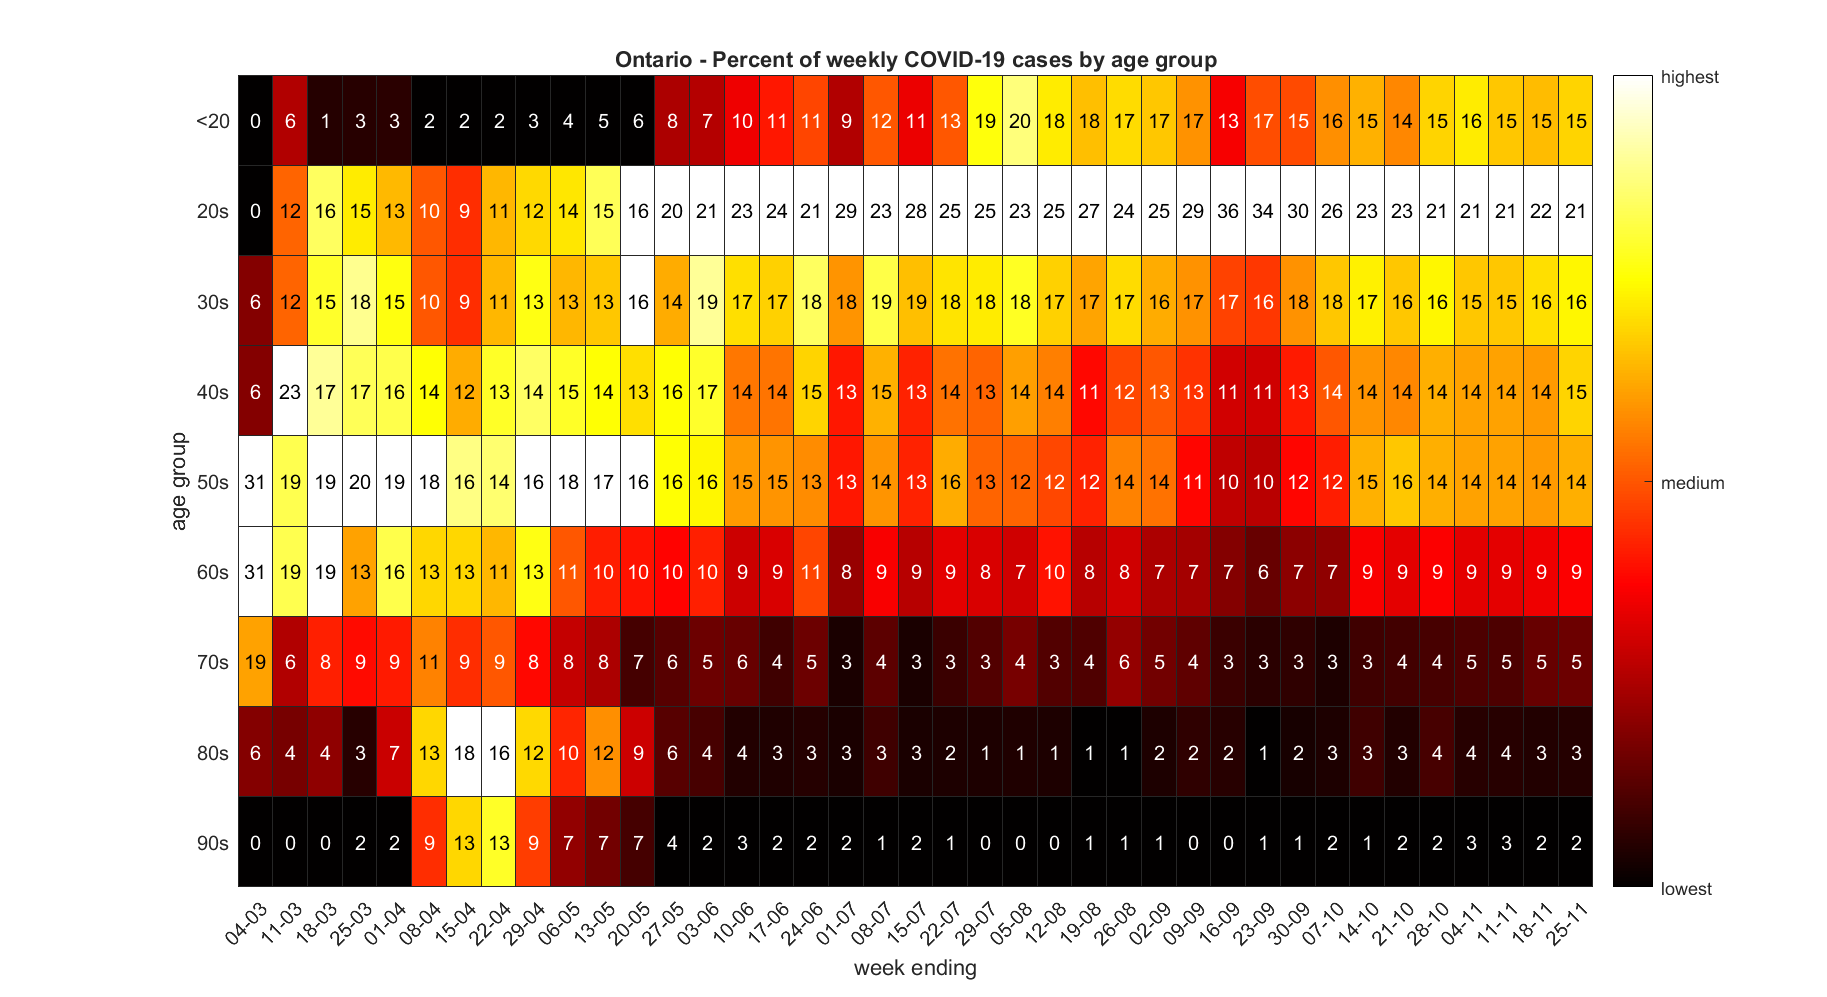 Ontario - Percent of weekly COVID-19 cases by age group
highest
<20 0 6 1 3 3 2 2 2 3 4 5 6 8 7 10 11 11 9 12 11 13 19 20 18 18 17 17 17 13 17 15 16 15 14 15 16 15 15 15
20s 0 12 16 15 13 10 9 11 12 14 15 16 20 21 23 24 21 29 23 28 25 25 23 25 27 24 25 29 36 34 30 26 23 23 21 21 21 22 21
30s 6 12 15 18 15 10 9 11 13 13 13 16 14 19 17 17 18 18 19 19 18 18 18 17 17 17 16 17 17 16 18 18 17 16 16 15 15 16 16
40s 6 23 17 17 16 14 12 13 14 15 14 13 16 17 14 14 15 13 15 13 14 13 14 14 11 12 13 13 11 11 13 14 14 14 14 14 14 14 15
age group
50s 31 19 19 20 19 18 16 14 16 18 17 16 16 16 15 15 13 13 14 13 16 13 12 12 12 14 14 11 10 10 12 12 15 16 14 14 14 14 14
medium
60s 31 19 19 13 16 13 13 11 13 11 10 10 10 10 9 9 11 8 9 9 9 8 7 10 8 8 7 7 7 6 7 7 9 9 9 9 9 9 9
70s 19 6 8 9 9 11 9 9 8 8 8 7 6 5 6 4 5 3 4 3 3 3 4 3 4 6 5 4 3 3 3 3 3 4 4 5 5 5 5
80s 6 4 4 3 7 13 18 16 12 10 12 9 6 4 4 3 3 3 3 3 2 1 1 1 1 1 2 2 2 1 2 3 3 3 4 4 4 3 3
90s 0 0 0 2 2 9 13 13 9 7 7 7 4 2 3 2 2 2 1 2 1 0 0 0 1 1 1 0 0 1 1 2 1 2 2 3 3 2 2
lowest
04-03 11-03 18-03 25-03 01-04 08-04 15-04 22-04 29-04 06-05 13-05 20-05 27-05 03-06 10-06 17-06 24-06 01-07 08-07 15-07 22-07 29-07 05-08 12-08 19-08 26-08 02-09 09-09 16-09 23-09 30-09 07-10 14-10 21-10 28-10 04-11 11-11 18-11 25-11
week ending